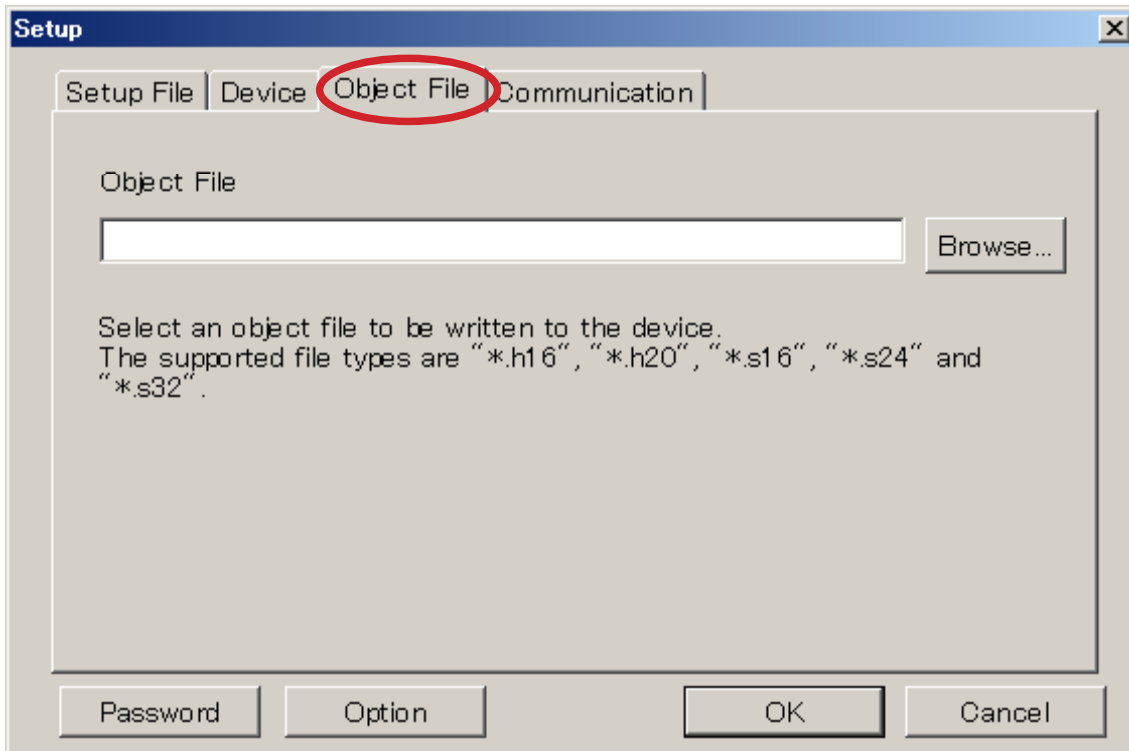 Setup
Setup File Device Object File Communication
Object File
Browse...
Select an object file to be written to the device.
The supported file types are "*.h16", "*.h20", "*.s16", "*.s24" and
"*.s32".
Password Option OK Cancel